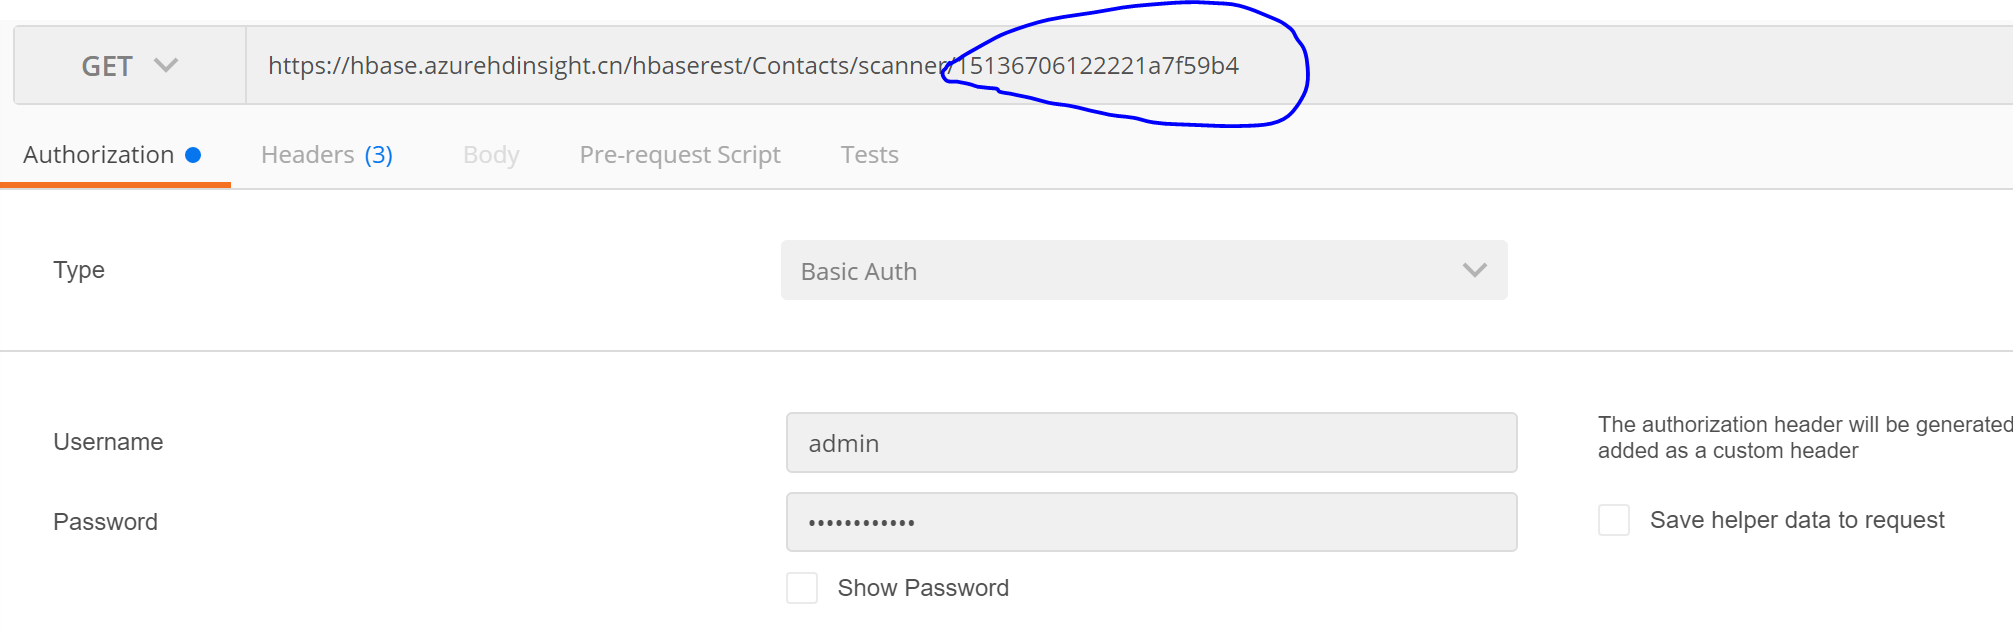 GET https://hbase.azurehdinsight.cn/hbaserest/Contacts/scanner/15136706122221a7f59b4
Authorization Headers (3) Body Pre-request Script Tests
Type Basic Auth
Username admin
The authorization header will be generated
added as a custom header
Password ••••••••••••
Save helper data to request
Show Password